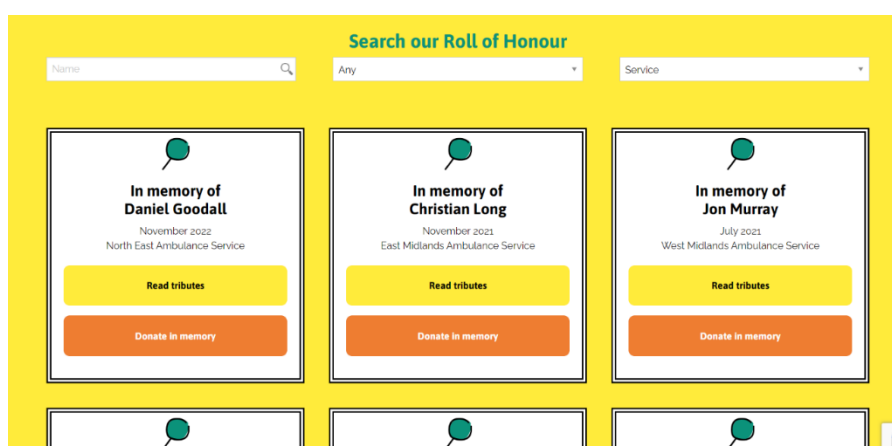 Search our Roll of Honour
Name
Any
Service
In memory of
Daniel Goodall
November 2022
North East Ambulance Service
Read tributes
Donate in memory
In memory of
Christian Long
November 2021
East Midlands Ambulance Service
Read tributes
Donate in memory
In memory of
Jon Murray
July 2021
West Midlands Ambulance Service
Read tributes
Donate in memory